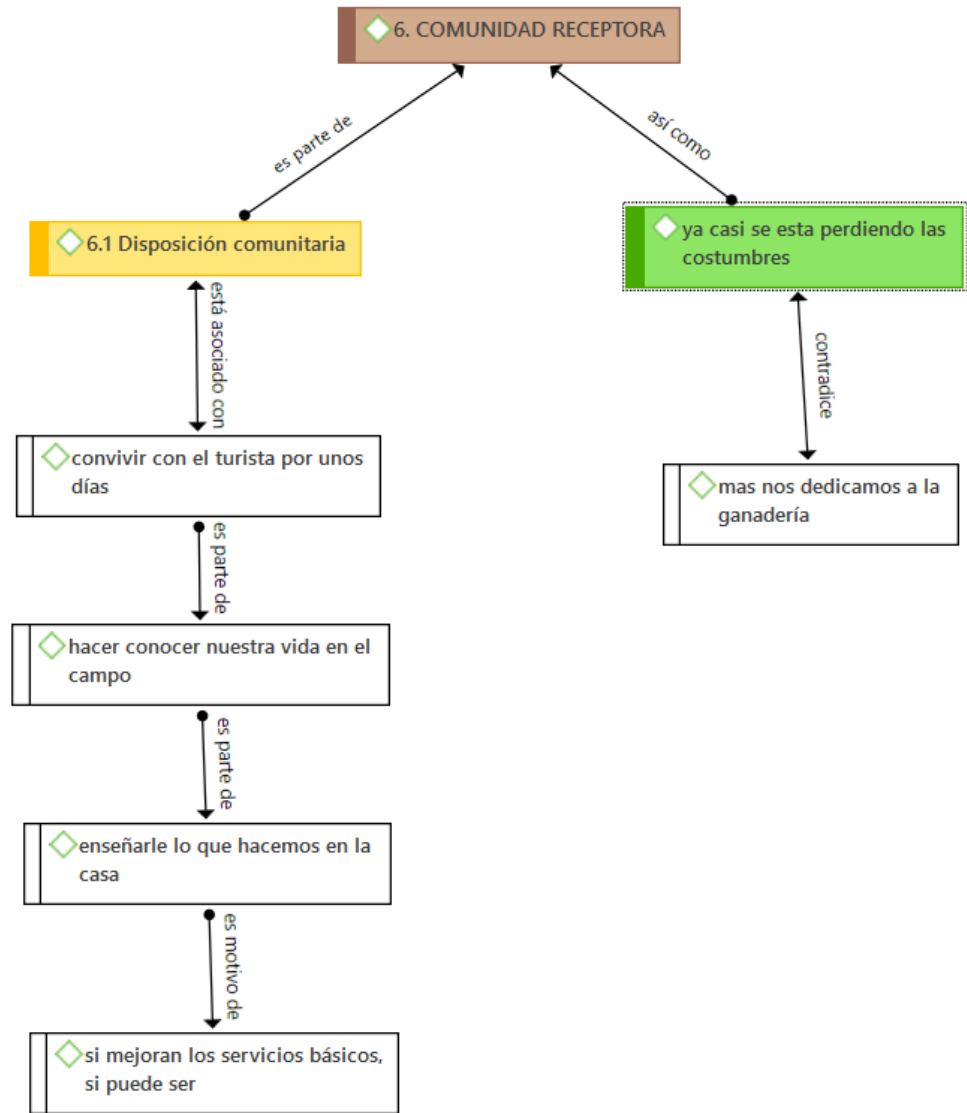 6. COMUNIDAD RECEPTORA
es parte de
así como
6.1 Disposición comunitaria
ya casi se esta perdiendo las
costumbres
está asociado con
contradice
convivir con el turista por unos
días
mas nos dedicamos a la
ganadería
es parte de
hacer conocer nuestra vida en el
campo
es parte de
enseñarle lo que hacemos en la
casa
es motivo de
si mejoran los servicios básicos,
si puede ser